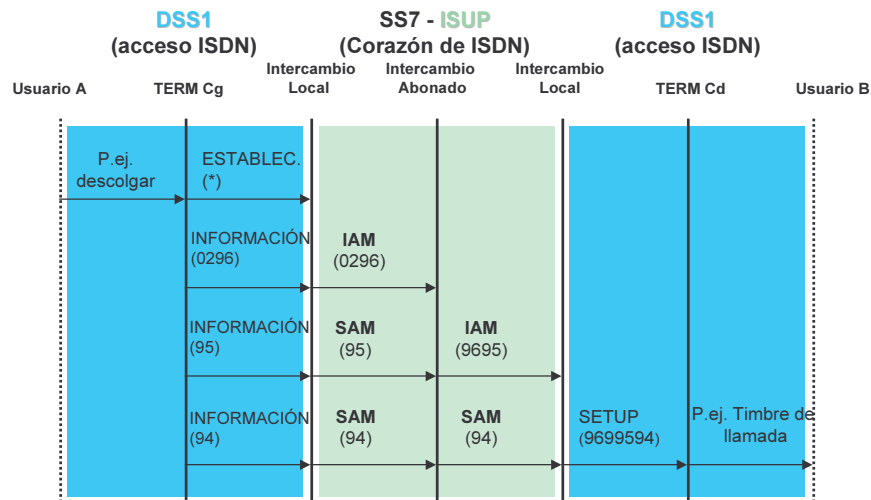 DSS1
(acceso ISDN)
SS7 - ISUP
(Corazón de ISDN)
DSS1
(acceso ISDN)
Usuario A
TERM Cg
Intercambio
Local
Intercambio
Abonado
Intercambio
Local
TERM Cd
Usuario B
P.ej.
descolgar
ESTABLEC.
(*)
INFORMACIÓN
(0296)
IAM
(0296)
INFORMACIÓN
(95)
SAM
(95)
IAM
(9695)
INFORMACIÓN
(94)
SAM
(94)
SAM
(94)
SETUP
(9699594)
P.ej. Timbre de
llamada